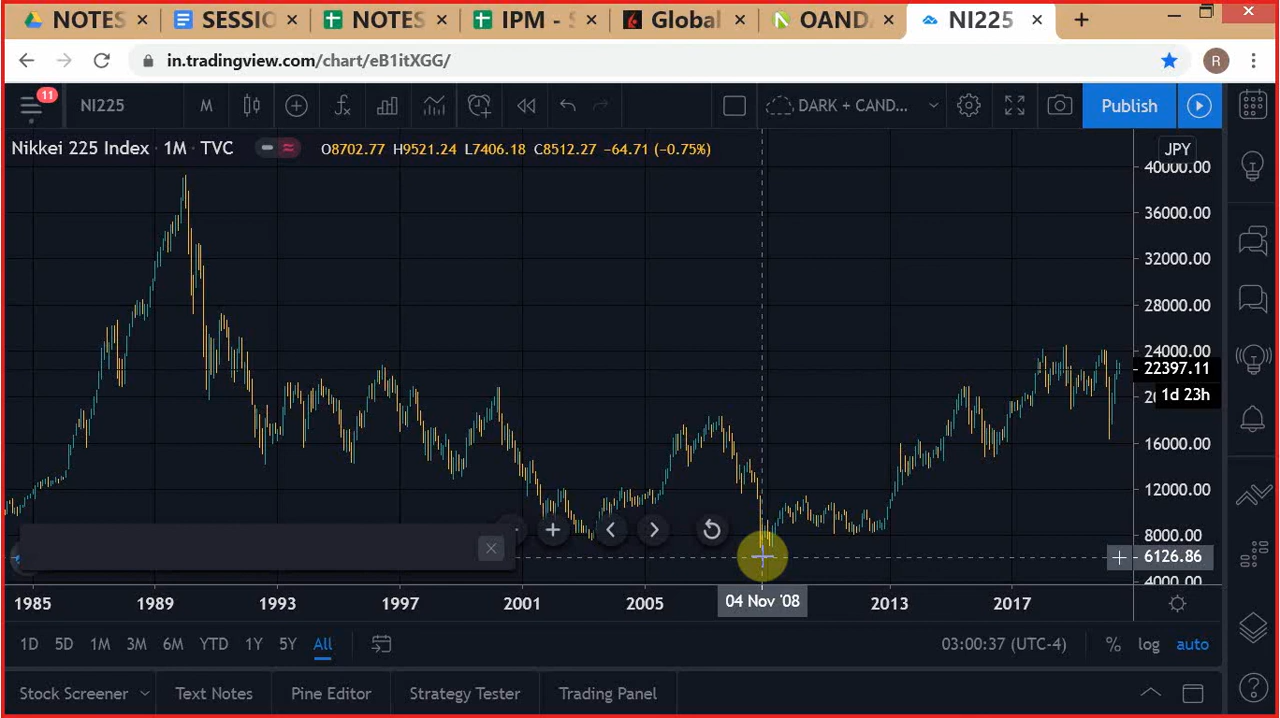 NOTES SESSIO NOTES IPM - S Global OAND NI225
in.tradingview.com/chart/eB1itXGG/
R
11 NI225 M DARK + CAND... Publish
Nikkei 225 Index · 1M · TVC O8702.77 H9521.24 L7406.18 C8512.27 −64.71 (−0.75%)
JPY
40000.00
36000.00
32000.00
28000.00
24000.00
22397.11
1d 23h
16000.00
12000.00
8000.00
6126.86
4000.00
1985 1989 1993 1997 2001 2005 04 Nov '08 2013 2017
1D 5D 1M 3M 6M YTD 1Y 5Y All 03:00:37 (UTC-4) % log auto
Stock Screener Text Notes Pine Editor Strategy Tester Trading Panel